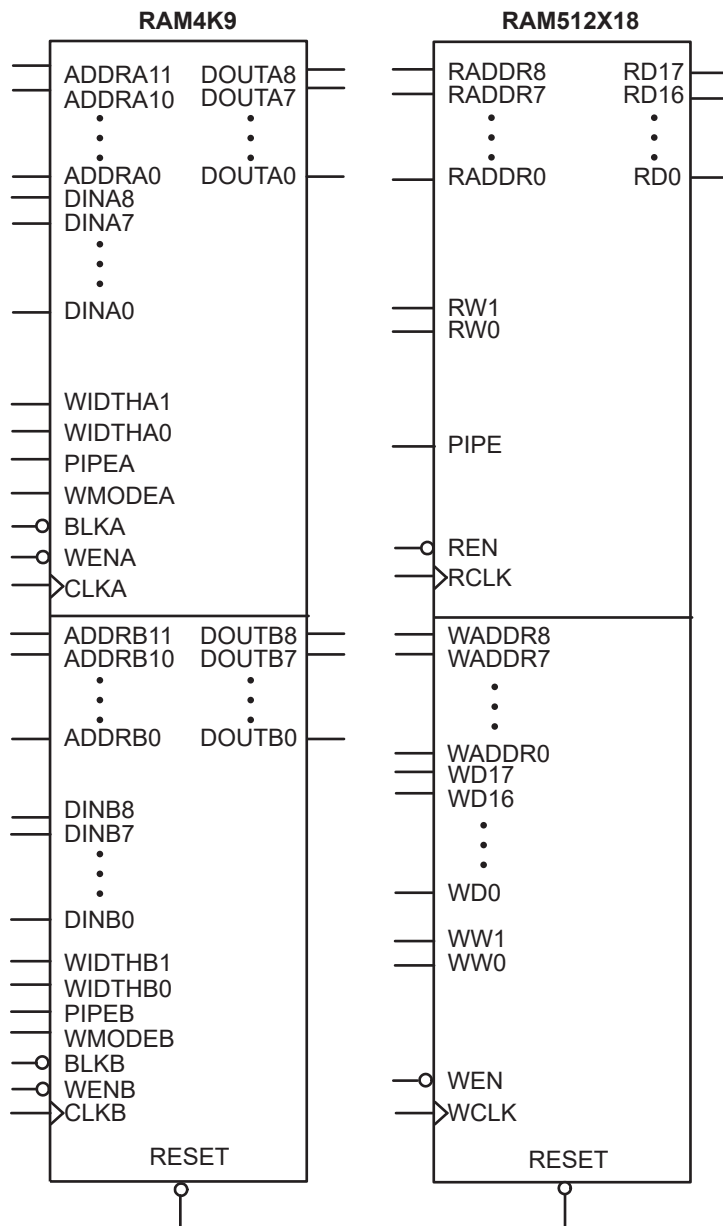 RAM4K9
ADDRA11 DOUTA8
ADDRA10 DOUTA7
ADDRA0 DOUTA0
DINA8
DINA7
DINA0
WIDTHA1
WIDTHA0
PIPEA
WMODEA
BLKA
WENA
CLKA
ADDRB11 DOUTB8
ADDRB10 DOUTB7
ADDRB0 DOUTB0
DINB8
DINB7
DINB0
WIDTHB1
WIDTHB0
PIPEB
WMODEB
BLKB
WENB
CLKB
RESET
RAM512X18
RADDR8 RD17
RADDR7 RD16
RADDR0 RD0
RW1
RW0
PIPE
REN
RCLK
WADDR8
WADDR7
WADDR0
WD17
WD16
WD0
WW1
WW0
WEN
WCLK
RESET